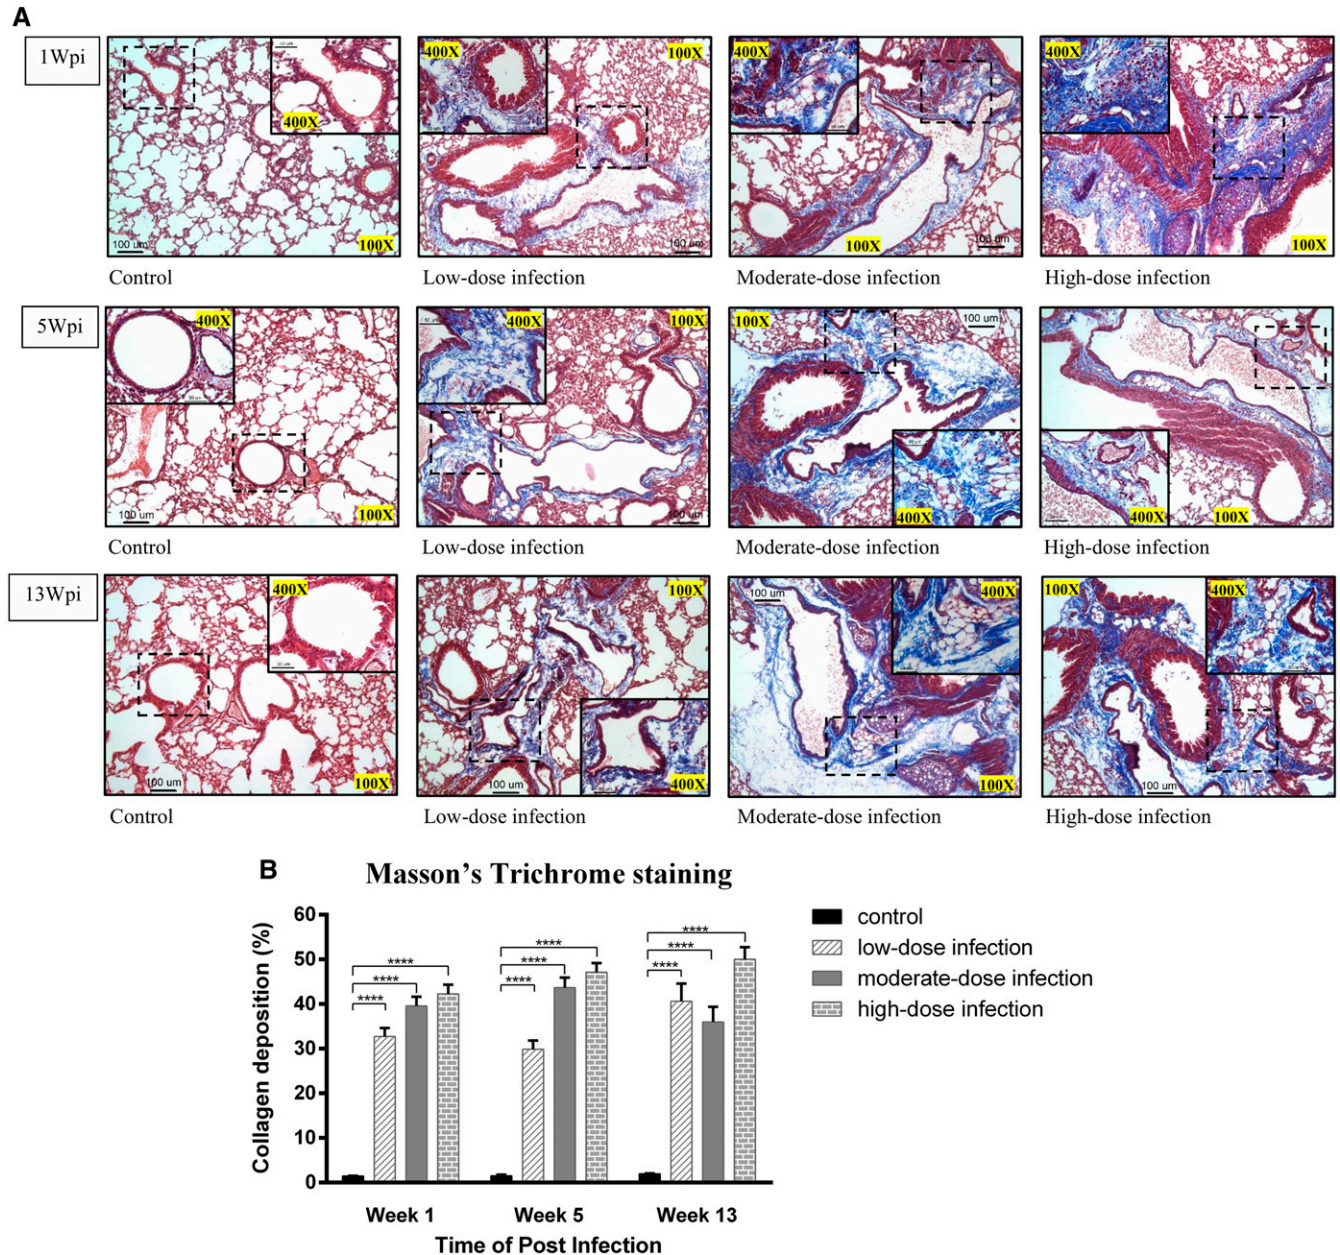 A
1Wpi
400X
100 um
100X
400X
100X
100 um
400X
100X
100 um
400X
100X
Control
Low-dose infection
Moderate-dose infection
High-dose infection
5Wpi
400X
100 um
100X
400X
100X
100 um
100X
100 um
400X
400X
100X
Control
Low-dose infection
Moderate-dose infection
High-dose infection
13Wpi
400X
100 um
100X
100X
100 um
400X
100 um
400X
100X
100X
400X
100 um
Control
Low-dose infection
Moderate-dose infection
High-dose infection
B
Masson's Trichrome staining
Collagen deposition (%)
60
50
40
30
20
10
0
****
****
****
****
****
****
****
****
****
Week 1
Week 5
Week 13
Time of Post Infection
control
low-dose infection
moderate-dose infection
high-dose infection